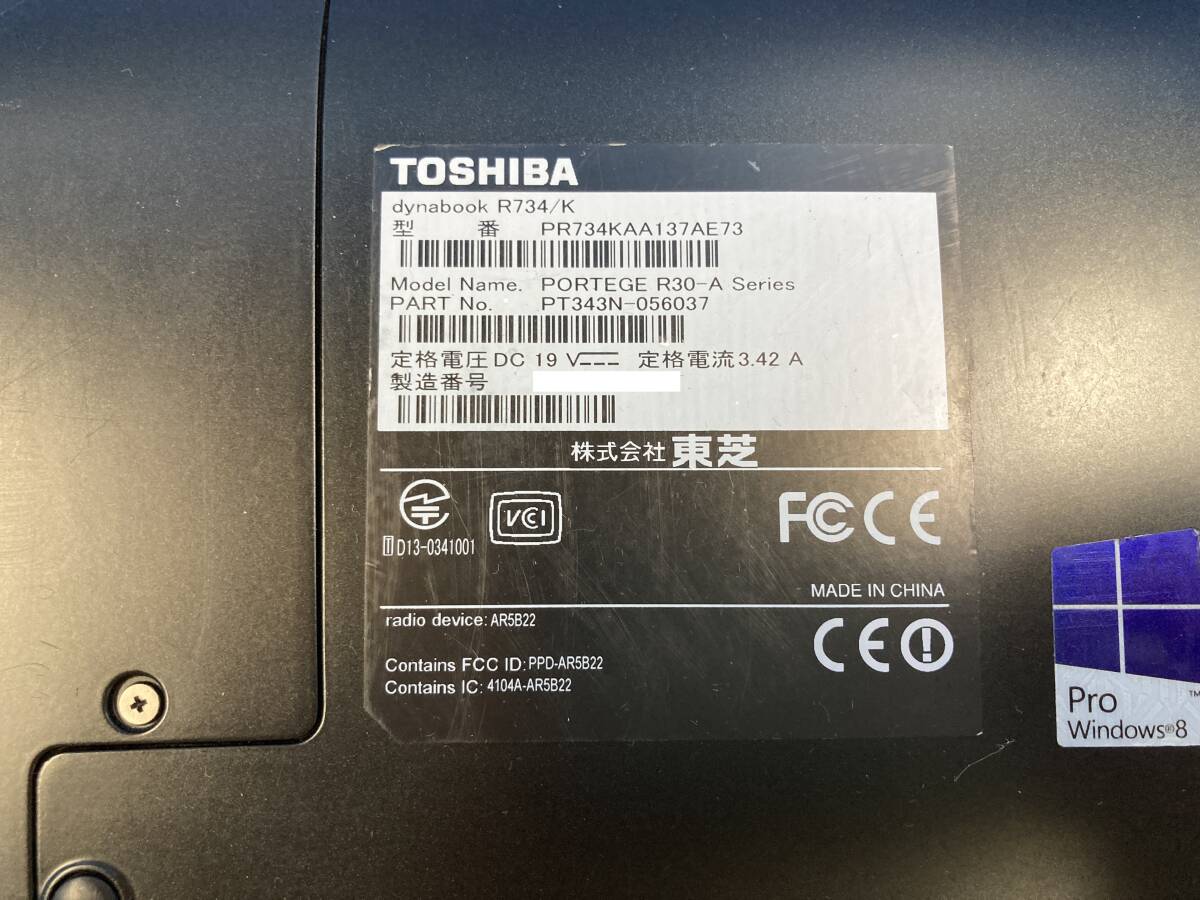 TOSHIBA
dynabook R734/K
型 番 PR734KAA137AE73
Model Name. PORTEGE R30-A Series
PART No. PT343N-056037
定格電圧DC 19 V 定格電流3.42 A
製造番号
株式会社 東芝
T D13-0341001
VCI
FC CE
MADE IN CHINA
radio device: AR5B22
CE
Contains FCC ID: PPD-AR5B22
Contains IC: 4104A-AR5B22
Pro ™
Windows®8